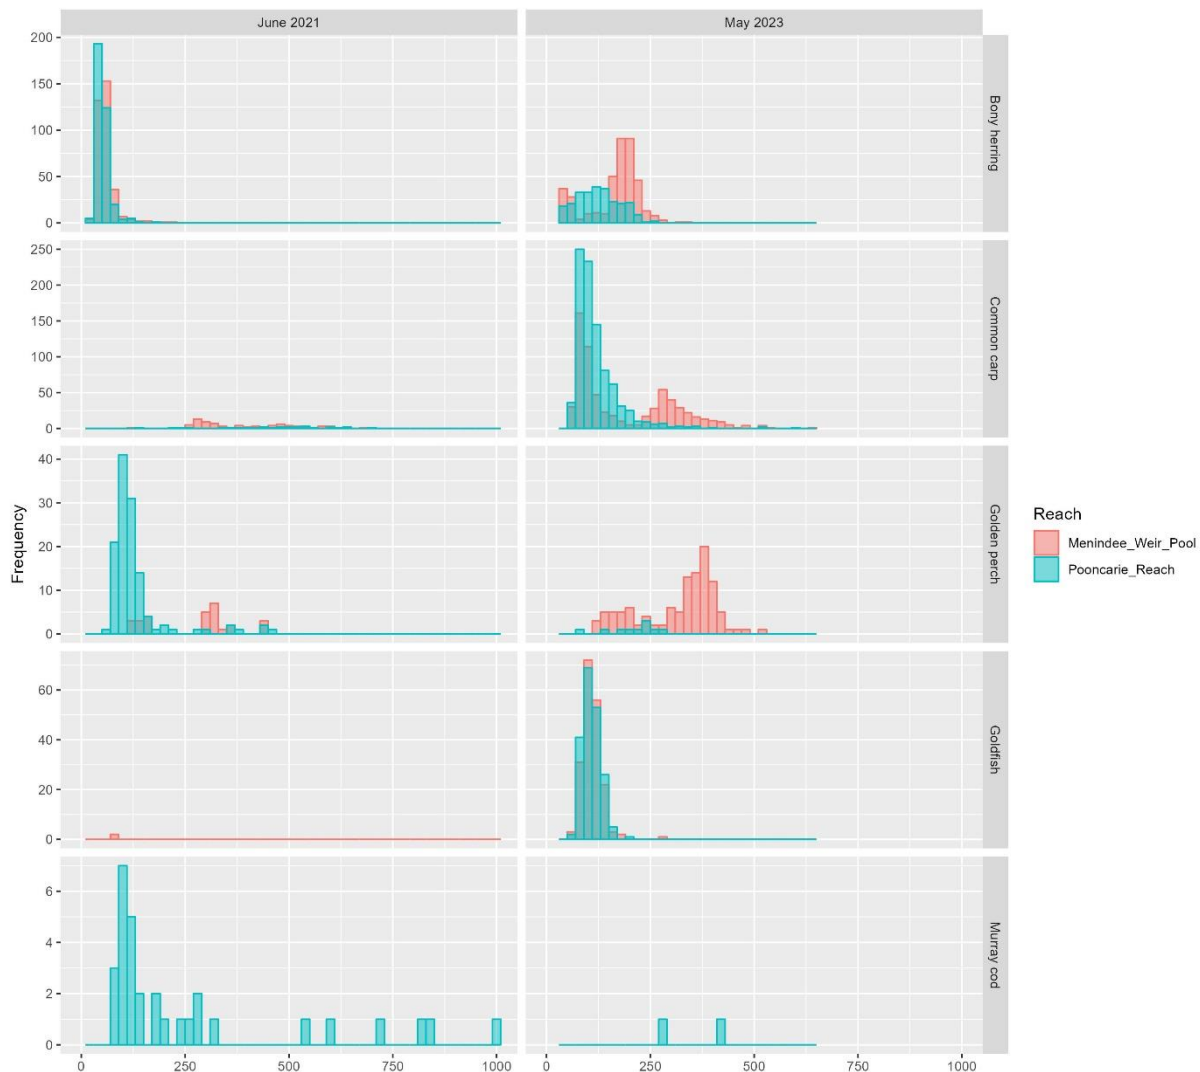 June 2021
May 2023
200
150
100
50
0
Bony herring
250
200
150
100
50
0
Common carp
40
30
20
10
0
Golden perch
60
40
20
0
Goldfish
6
4
2
0
Murray cod
0 250 500 750 1000
0 250 500 750 1000
Frequency
Reach
Menindee_Weir_Pool
Pooncarie_Reach